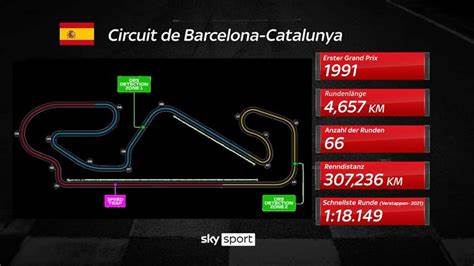 Circuit de Barcelona-Catalunya
Erster Grand Prix
1991
Rundenlänge
4,657 KM
Anzahl der Runden
66
Renndistanz
307,236 KM
Schnellste Runde (Verstappen- 2021)
1:18.149
DRS
DETECTION
ZONE 1
SPEED
TRAP
DRS
DETECTION
ZONE 2
sky sport